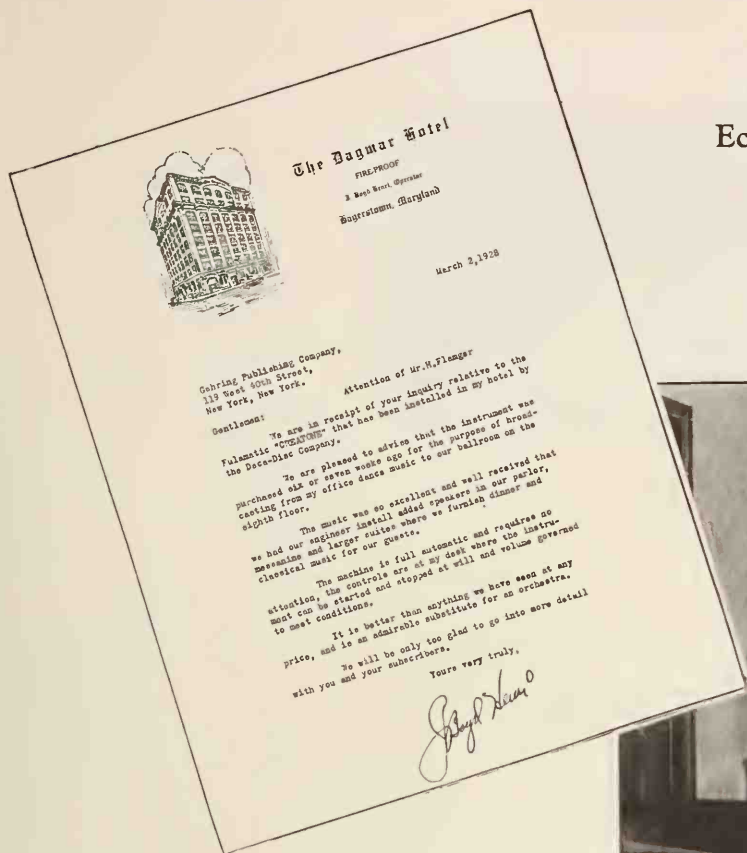 The Dagmar Hotel
FIREPROOF
Boyd Henri, Operator
Hagerstown, Maryland
March 2,1928
Gehring Publishing Company,
119 West 40th Street,
New York, New York.
Attention of Mr.H.Flanger
Gentlemen:
We are in receipt of your inquiry relative to the
Fulamatic "CREATONE" that has been installed in my hotel by
the Deca-Disc Company.
We are pleased to advise that the instrument was
purchased six or seven weeks ago for the purpose of broad-
casting from my office dance music to our ballroom on the
eighth floor.
The music was so excellent and well received that
we had our engineer install added speakers in our parlor,
messanine and larger suites where we furnish dinner and
classical music for our guests.
The machine is full automatic and requires no
attention, the controls are at my desk where the instru-
ment can be started and stopped at will and volume governed
to meet conditions.
It is better than anything we have seen at any
price, and is an admirable substitute for an orchestra.
We will be only too glad to go into more detail
with you and your subscribers.
Yours very truly,
Boyd Henri
Ec